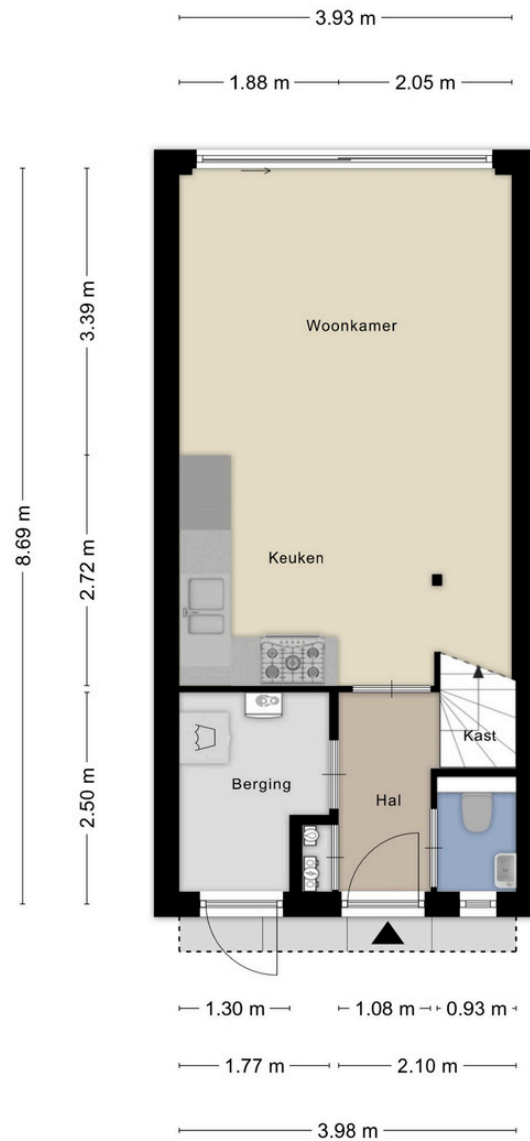 3.93 m
1.88 m 2.05 m
3.39 m
Woonkamer
8.69 m
2.72 m
Keuken
Kast
2.50 m
Berging
Hal
1.30 m 1.08 m 0.93 m
1.77 m 2.10 m
3.98 m